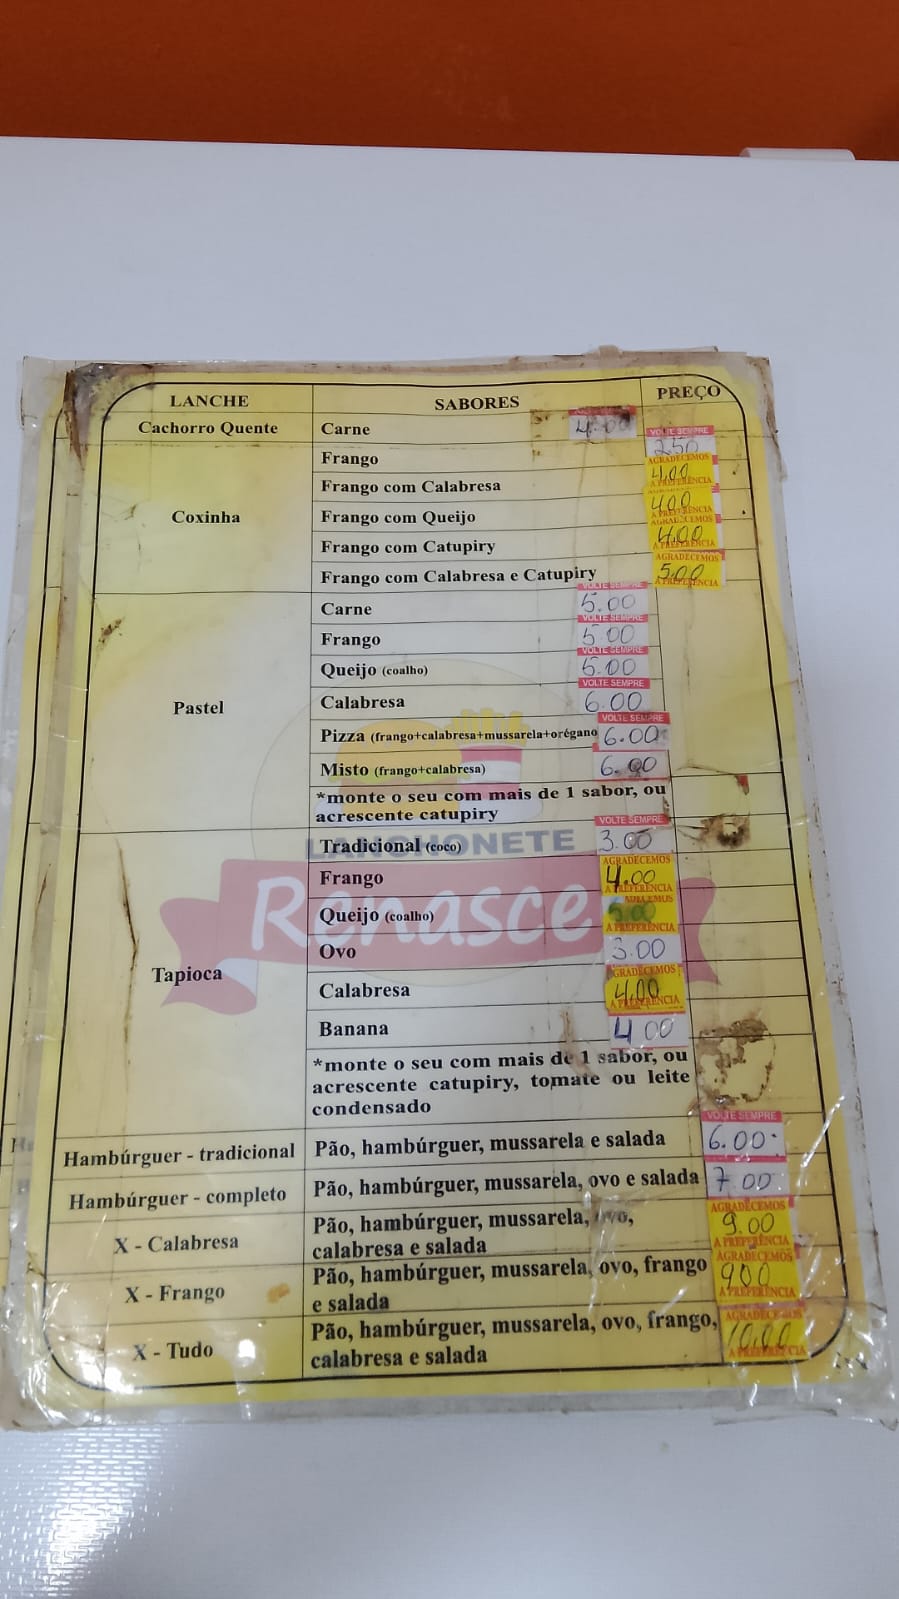 LANCHE SABORES PREÇO
Cachorro Quente Carne 4.00
VOLTE SEMPRE
Coxinha
Frango 250
AGRADECEMOS
Frango com Calabresa 4.00
A PREFERÊNCIA
Frango com Queijo 400
A PREFERÊNCIA
AGRADECEMOS
Frango com Catupiry 4.00
A PREFERÊNCIA
AGRADECEMOS
Frango com Calabresa e Catupiry 5.00
A PREFERÊNCIA
VOLTE SEMPRE
Pastel
Carne 5.00
VOLTE SEMPRE
Frango 5.00
VOLTE SEMPRE
Queijo (coalho) 5.00
VOLTE SEMPRE
Calabresa 6.00
VOLTE SEMPRE
Pizza (frango+calabresa+mussarela+orégano 6.00
Misto (frango+calabresa) 6.00
*monte o seu com mais de 1 sabor, ou
acrescente catupiry
VOLTE SEMPRE
LANCHONETE
Renascer
Tapioca
Tradicional (coco) 3.00
AGRADECEMOS
Frango 4.00
A PREFERÊNCIA
Queijo (coalho) 5.00
A PREFERÊNCIA
Ovo 3.00
AGRADECEMOS
Calabresa 4.00
A PREFERÊNCIA
Banana 4 00
*monte o seu com mais de 1 sabor, ou
acrescente catupiry, tomate ou leite
condensado
VOLTE SEMPRE
Hambúrguer - tradicional Pão, hambúrguer, mussarela e salada 6.00
Hambúrguer - completo Pão, hambúrguer, mussarela, ovo e salada 7.00
AGRADECEMOS
X - Calabresa Pão, hambúrguer, mussarela, ovo, 9.00
calabresa e salada
A PREFERÊNCIA
AGRADECEMOS
X - Frango Pão, hambúrguer, mussarela, ovo, frango 900
e salada
A PREFERÊNCIA
AGRADECEMOS
X - Tudo Pão, hambúrguer, mussarela, ovo, frango, 10.00
calabresa e salada
A PREFERÊNCIA